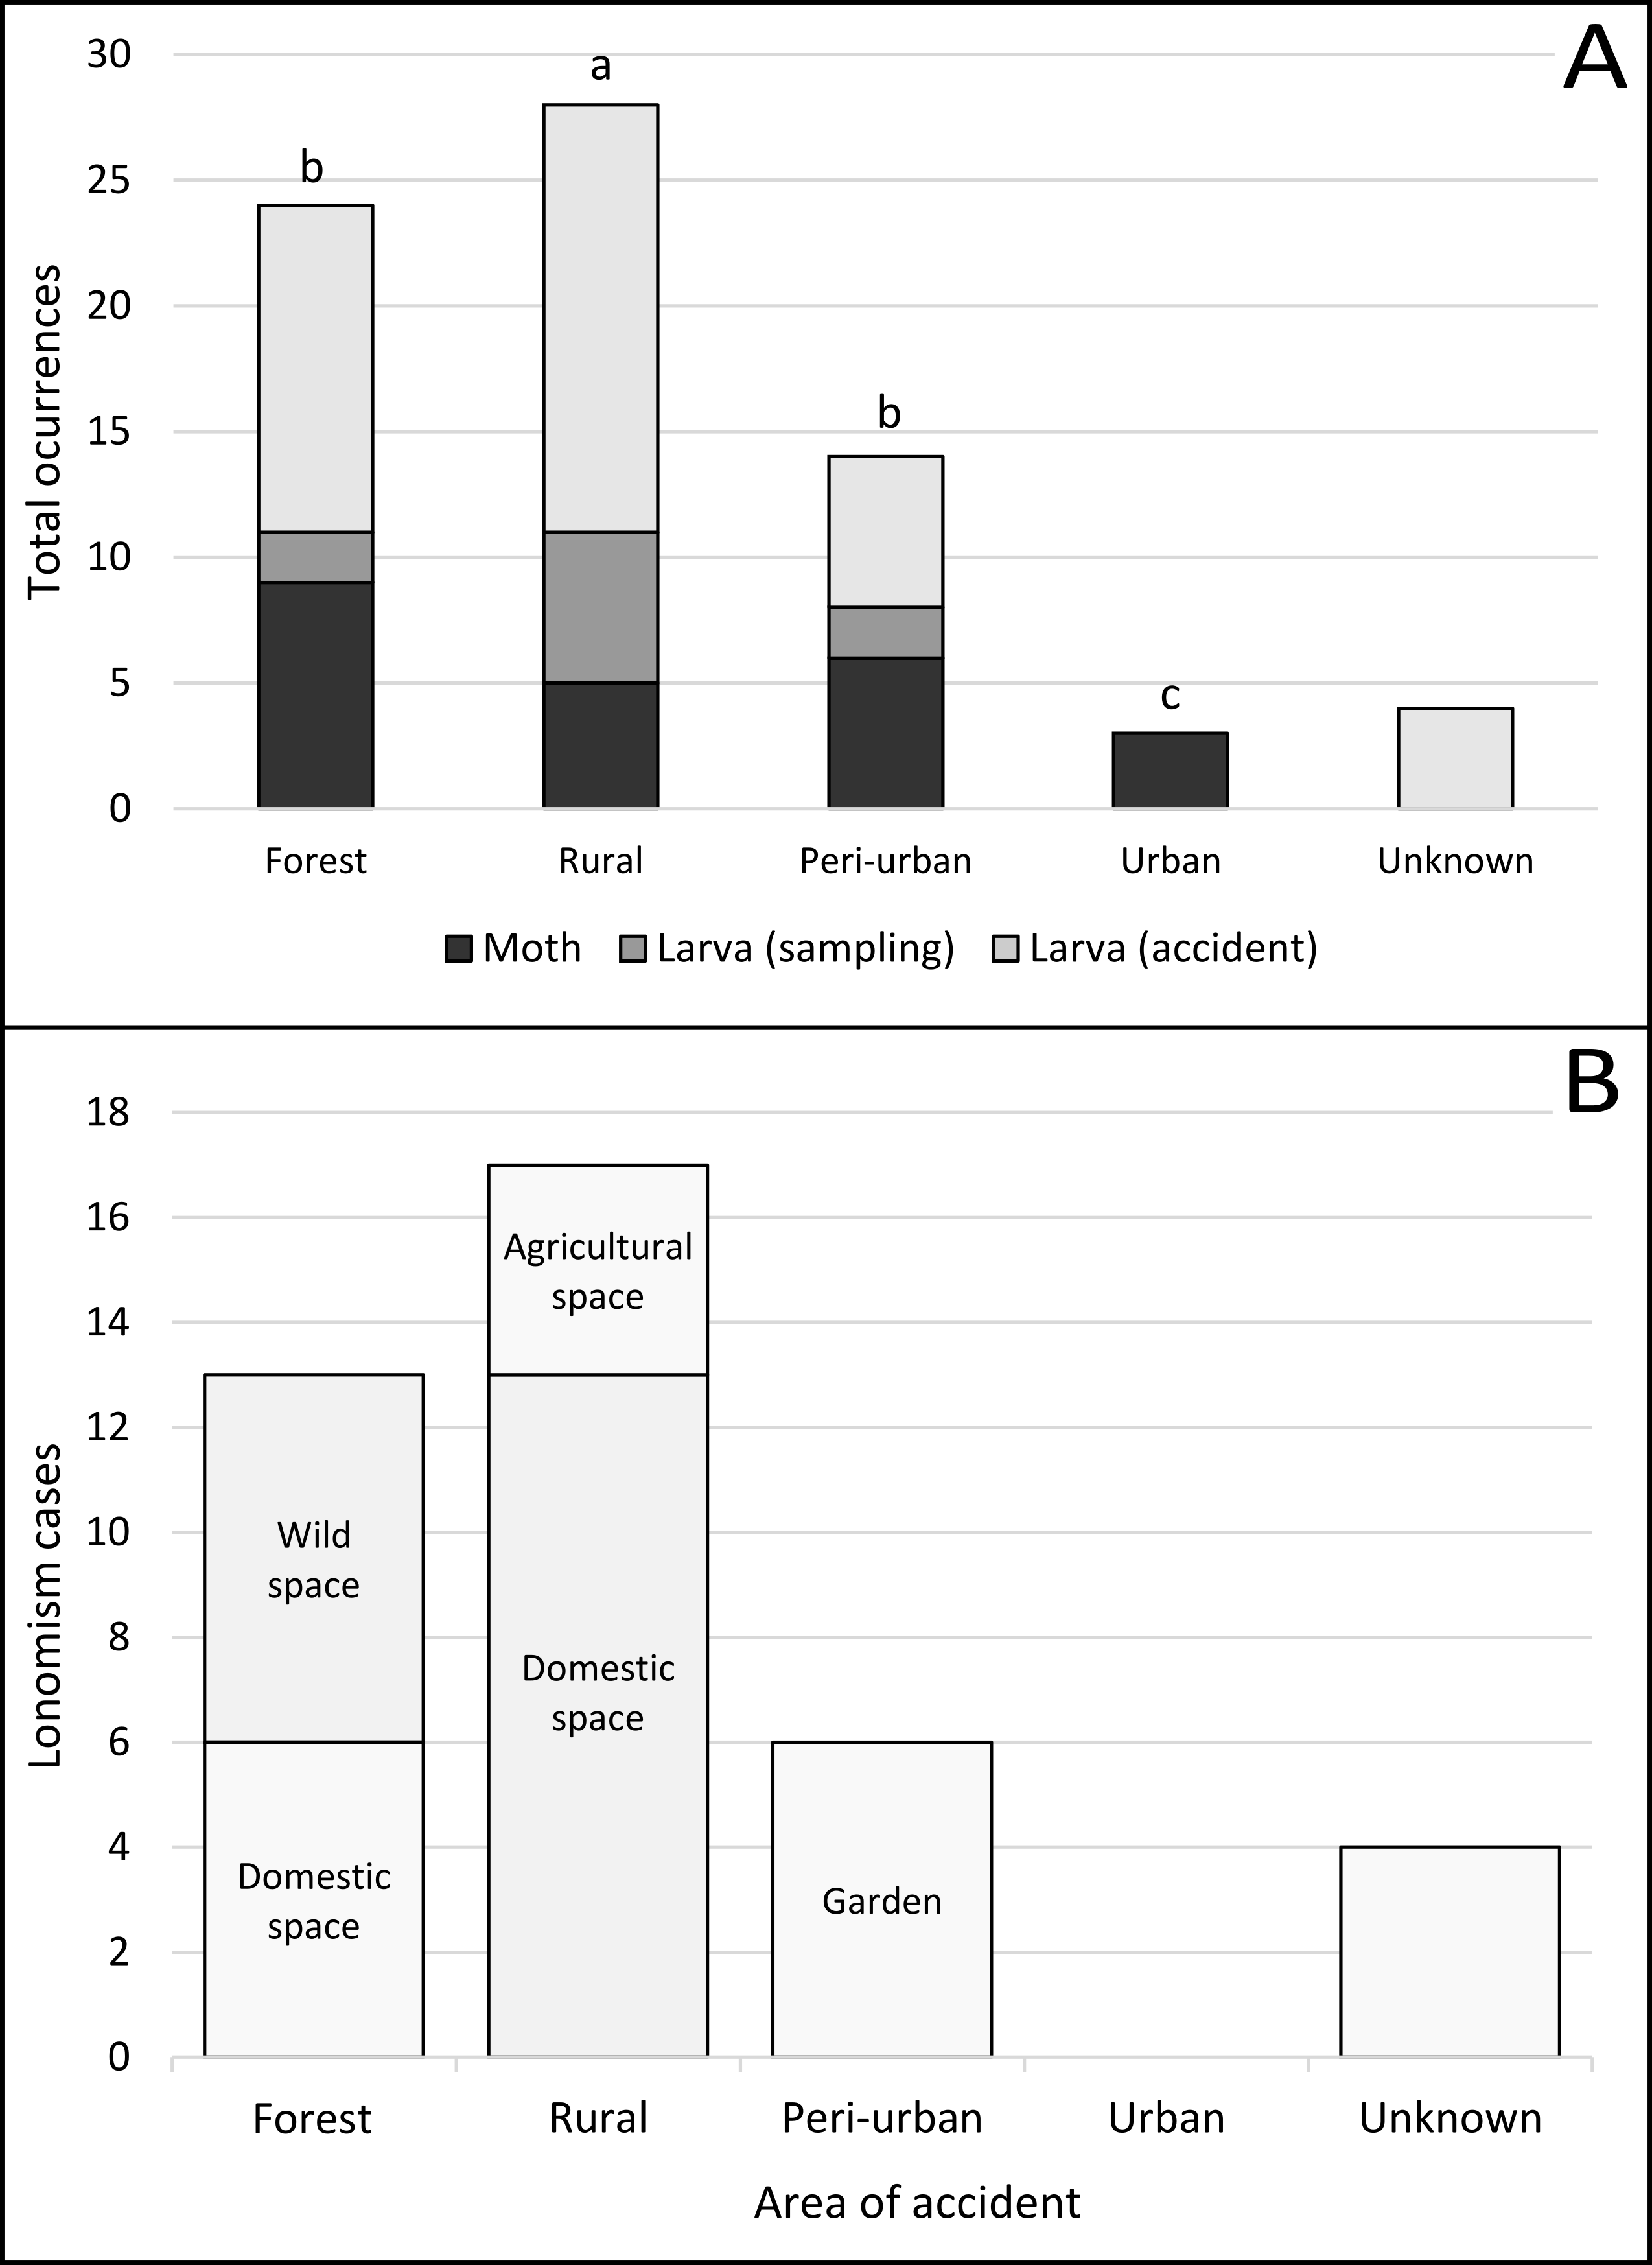 A
30
25
20
15
10
5
0
Total ocurrences
b
a
b
c
Forest Rural Peri-urban Urban Unknown
Moth Larva (sampling) Larva (accident)
B
18
16
14
12
10
8
6
4
2
0
Lonomism cases
Wild
space
Domestic
space
Agricultural
space
Domestic
space
Garden
Forest Rural Peri-urban Urban Unknown
Area of accident